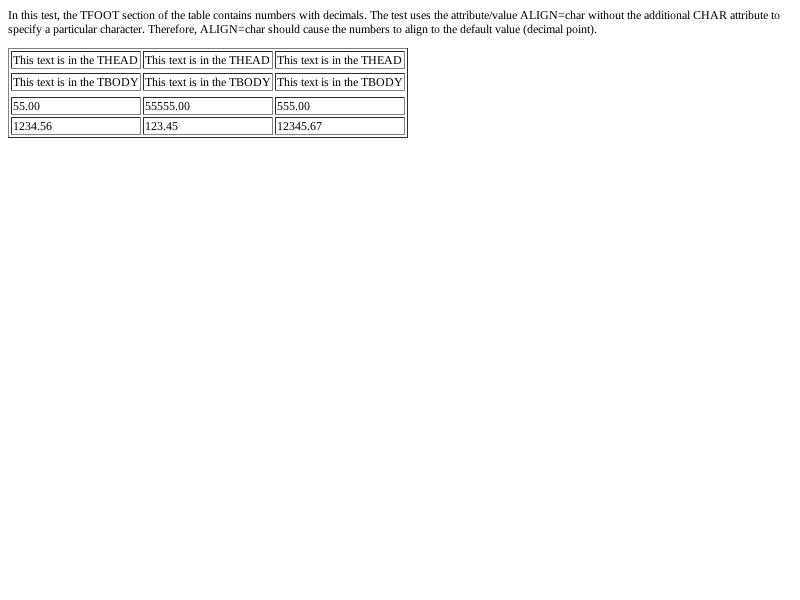 In this test, the TFOOT section of the table contains numbers with decimals. The test uses the attribute/value ALIGN=char without the additional CHAR attribute to
specify a particular character. Therefore, ALIGN=char should cause the numbers to align to the default value (decimal point).
This text is in the THEAD This text is in the THEAD This text is in the THEAD
This text is in the TBODY This text is in the TBODY This text is in the TBODY
55.00 55555.00 555.00
1234.56 123.45 12345.67